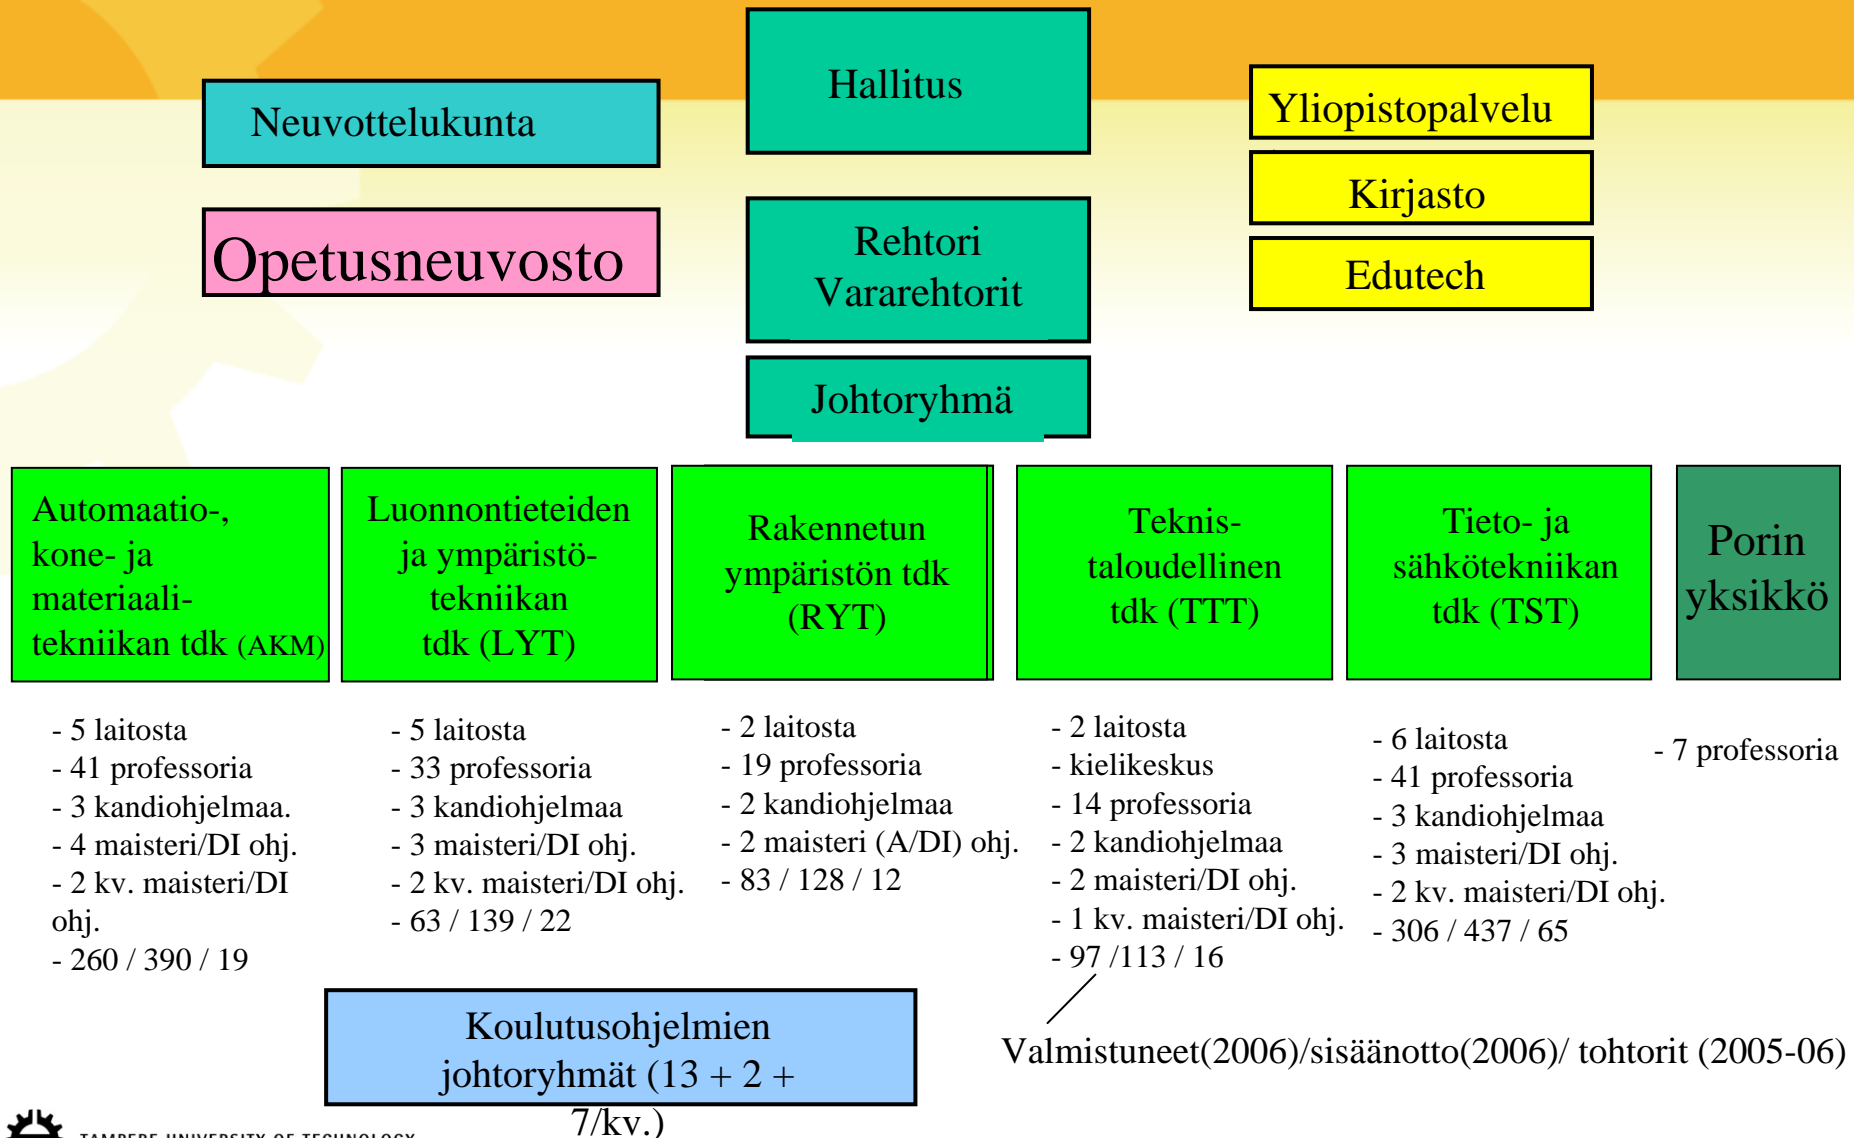 Hallitus
Neuvottelukunta
Yliopistopalvelu
Kirjasto
Opetusneuvosto
Rehtori
Vararehtorit
Edutech
Johtoryhmä
Automaatio-,
kone- ja
materiaali-
tekniikan tdk (AKM)
Luonnontieteiden
ja ympäristö-
tekniikan
tdk (LYT)
Rakennetun
ympäristön tdk
(RYT)
Teknis-
taloudellinen
tdk (TTT)
Tieto- ja
sähkötekniikan
tdk (TST)
Porin
yksikkö
- 5 laitosta
- 41 professoria
- 3 kandiohjelmaa.
- 4 maisteri/DI ohj.
- 2 kv. maisteri/DI
ohj.
- 260 / 390 / 19
- 5 laitosta
- 33 professoria
- 3 kandiohjelmaa
- 3 maisteri/DI ohj.
- 2 kv. maisteri/DI ohj.
- 63 / 139 / 22
- 2 laitosta
- 19 professoria
- 2 kandiohjelmaa
- 2 maisteri (A/DI) ohj.
- 83 / 128 / 12
- 2 laitosta
- kielikeskus
- 14 professoria
- 2 kandiohjelmaa
- 2 maisteri/DI ohj.
- 1 kv. maisteri/DI ohj.
- 97 /113 / 16
- 6 laitosta
- 41 professoria
- 3 kandiohjelmaa
- 3 maisteri/DI ohj.
- 2 kv. maisteri/DI ohj.
- 306 / 437 / 65
- 7 professoria
Koulutusohjelmien
johtoryhmät (13 + 2 +
7/kv.)
Valmistuneet(2006)/sisäänotto(2006)/ tohtorit (2005-06)
TAMPERE UNIVERSITY OF TECHNOLOGY